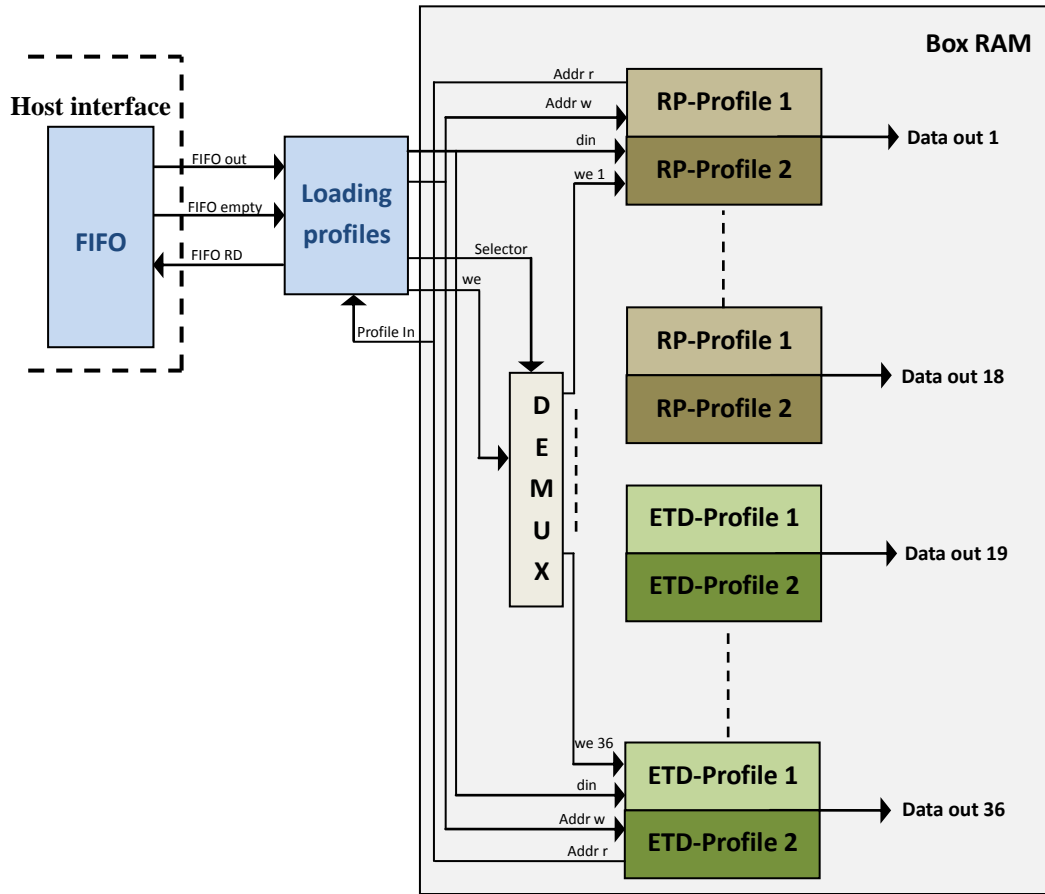 Box RAM
Host interface
FIFO
FIFO out
FIFO empty
FIFO RD
Loading
profiles
Profile In
Addr r
Addr w
din
we 1
Selector
we
D
E
M
U
X
RP-Profile 1
RP-Profile 2
Data out 1
RP-Profile 1
RP-Profile 2
Data out 18
ETD-Profile 1
ETD-Profile 2
Data out 19
we 36
din
Addr w
Addr r
ETD-Profile 1
ETD-Profile 2
Data out 36